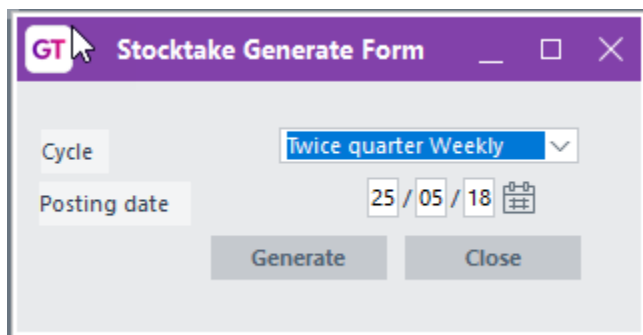 GT Stocktake Generate Form
Cycle Twice quarter Weekly
Posting date 25 / 05 / 18
Generate Close